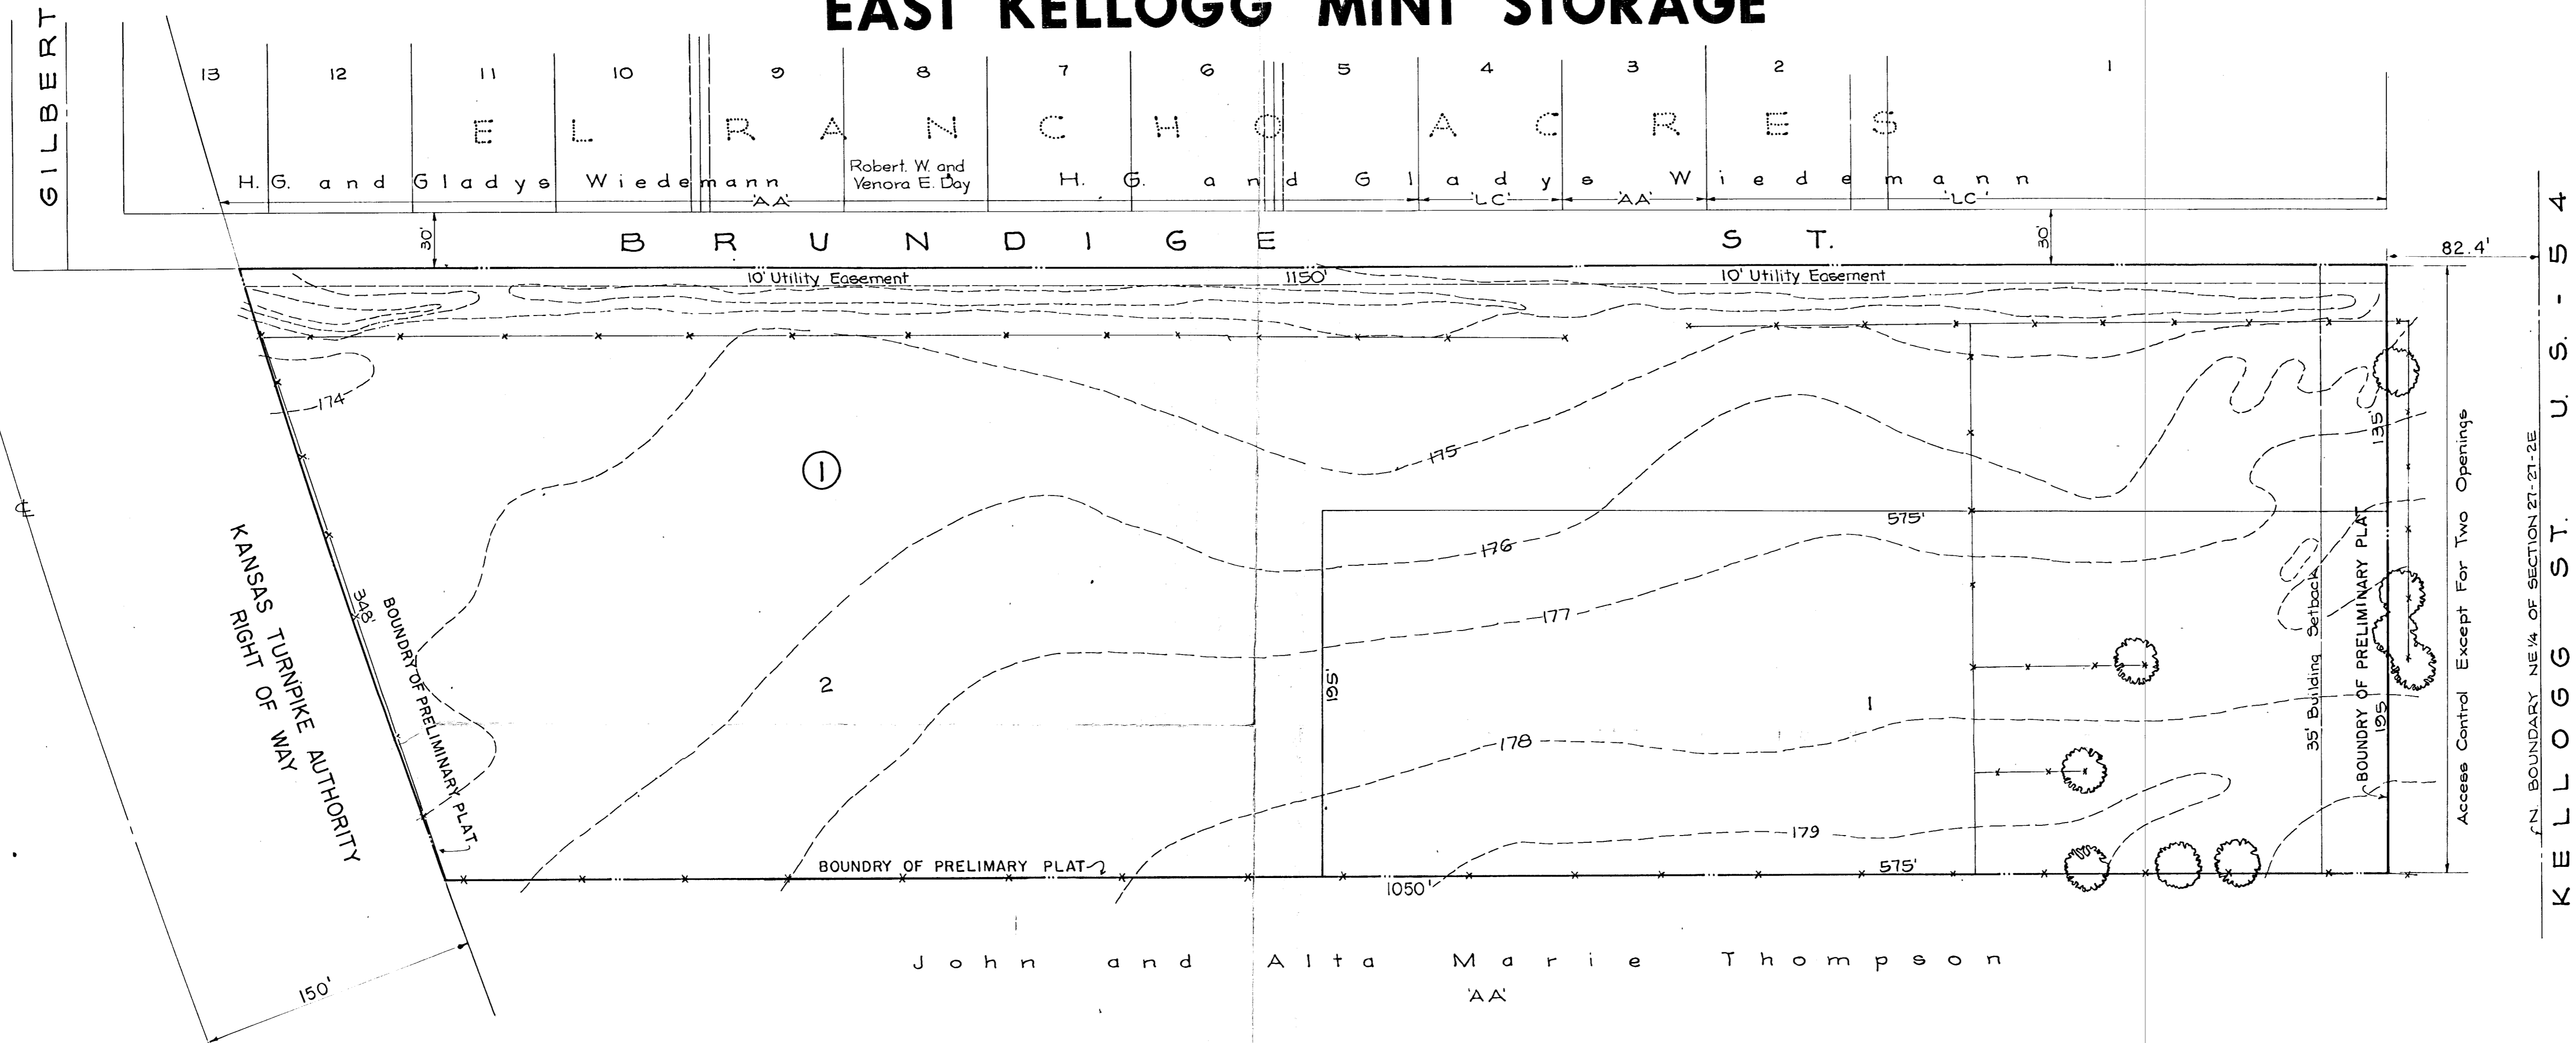 EAST KELLOGG MINI STORAGE
GILBERT
13 12 11 10 9 8 7 6 5 4 3 2 1
EL RANCHO ACRES
H.G. and Gladys Wiedemann
Robert. W. and
Venora E. Day
H. G. and Gladys Wiedemann
'AA' 'LC' 'AA' 'LC'
30'
BRUNDIGE ST.
30'
82.4'
10' Utility Easement
1150'
10' Utility Easement
174
175
135'
1
575'
176
177
348'
KANSAS TURNPIKE AUTHORITY
RIGHT OF WAY
BOUNDRY OF PRELIMINARY PLAT
2
195'
1
178
179
35' Building Setback
BOUNDRY OF PRELIMINARY PLAT
195'
Access Control Except For Two Openings
N. BOUNDARY NE 1/4 OF SECTION 27-27-2E
KELLOGG ST. U.S.-54
BOUNDRY OF PRELIMARY PLAT
1050'
575'
150'
John and Alta Marie Thompson
'AA'
℄